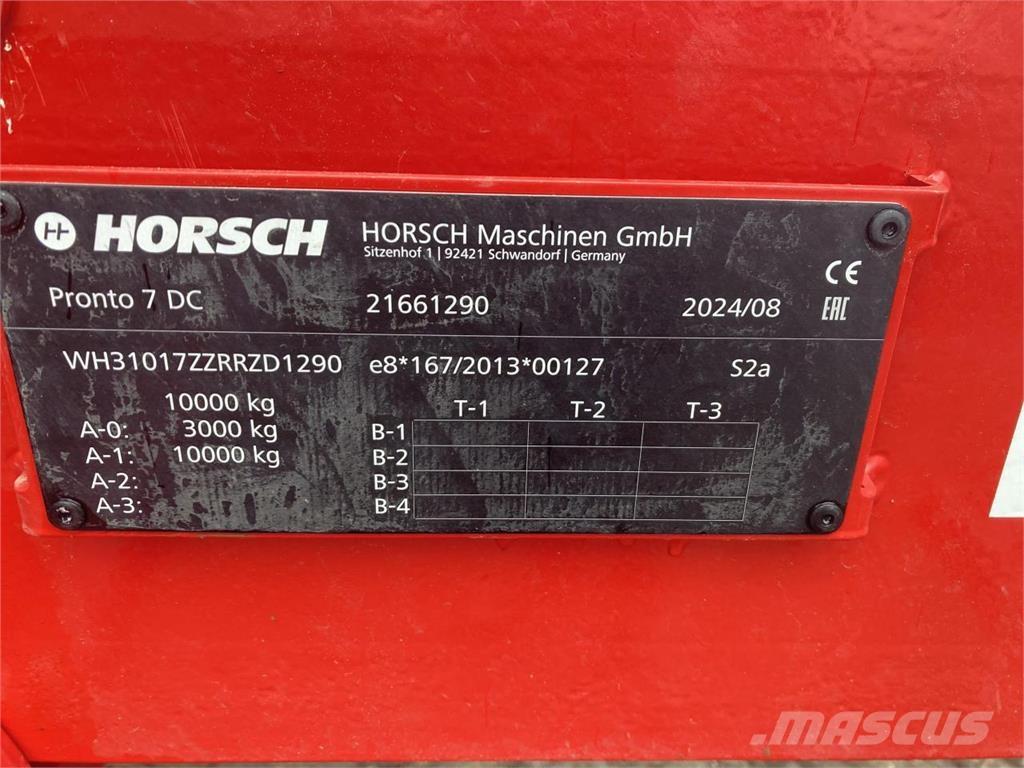 HORSCH HORSCH Maschinen GmbH
Sitzenhof 1 | 92421 Schwandorf | Germany
CE
Pronto 7 DC 21661290 2024/08 EAC
WH31017ZZRRZD1290 e8*167/2013*00127 S2a
10000 kg T-1 T-2 T-3
A-0: 3000 kg B-1
A-1: 10000 kg B-2
A-2: B-3
A-3: B-4
MASCUS